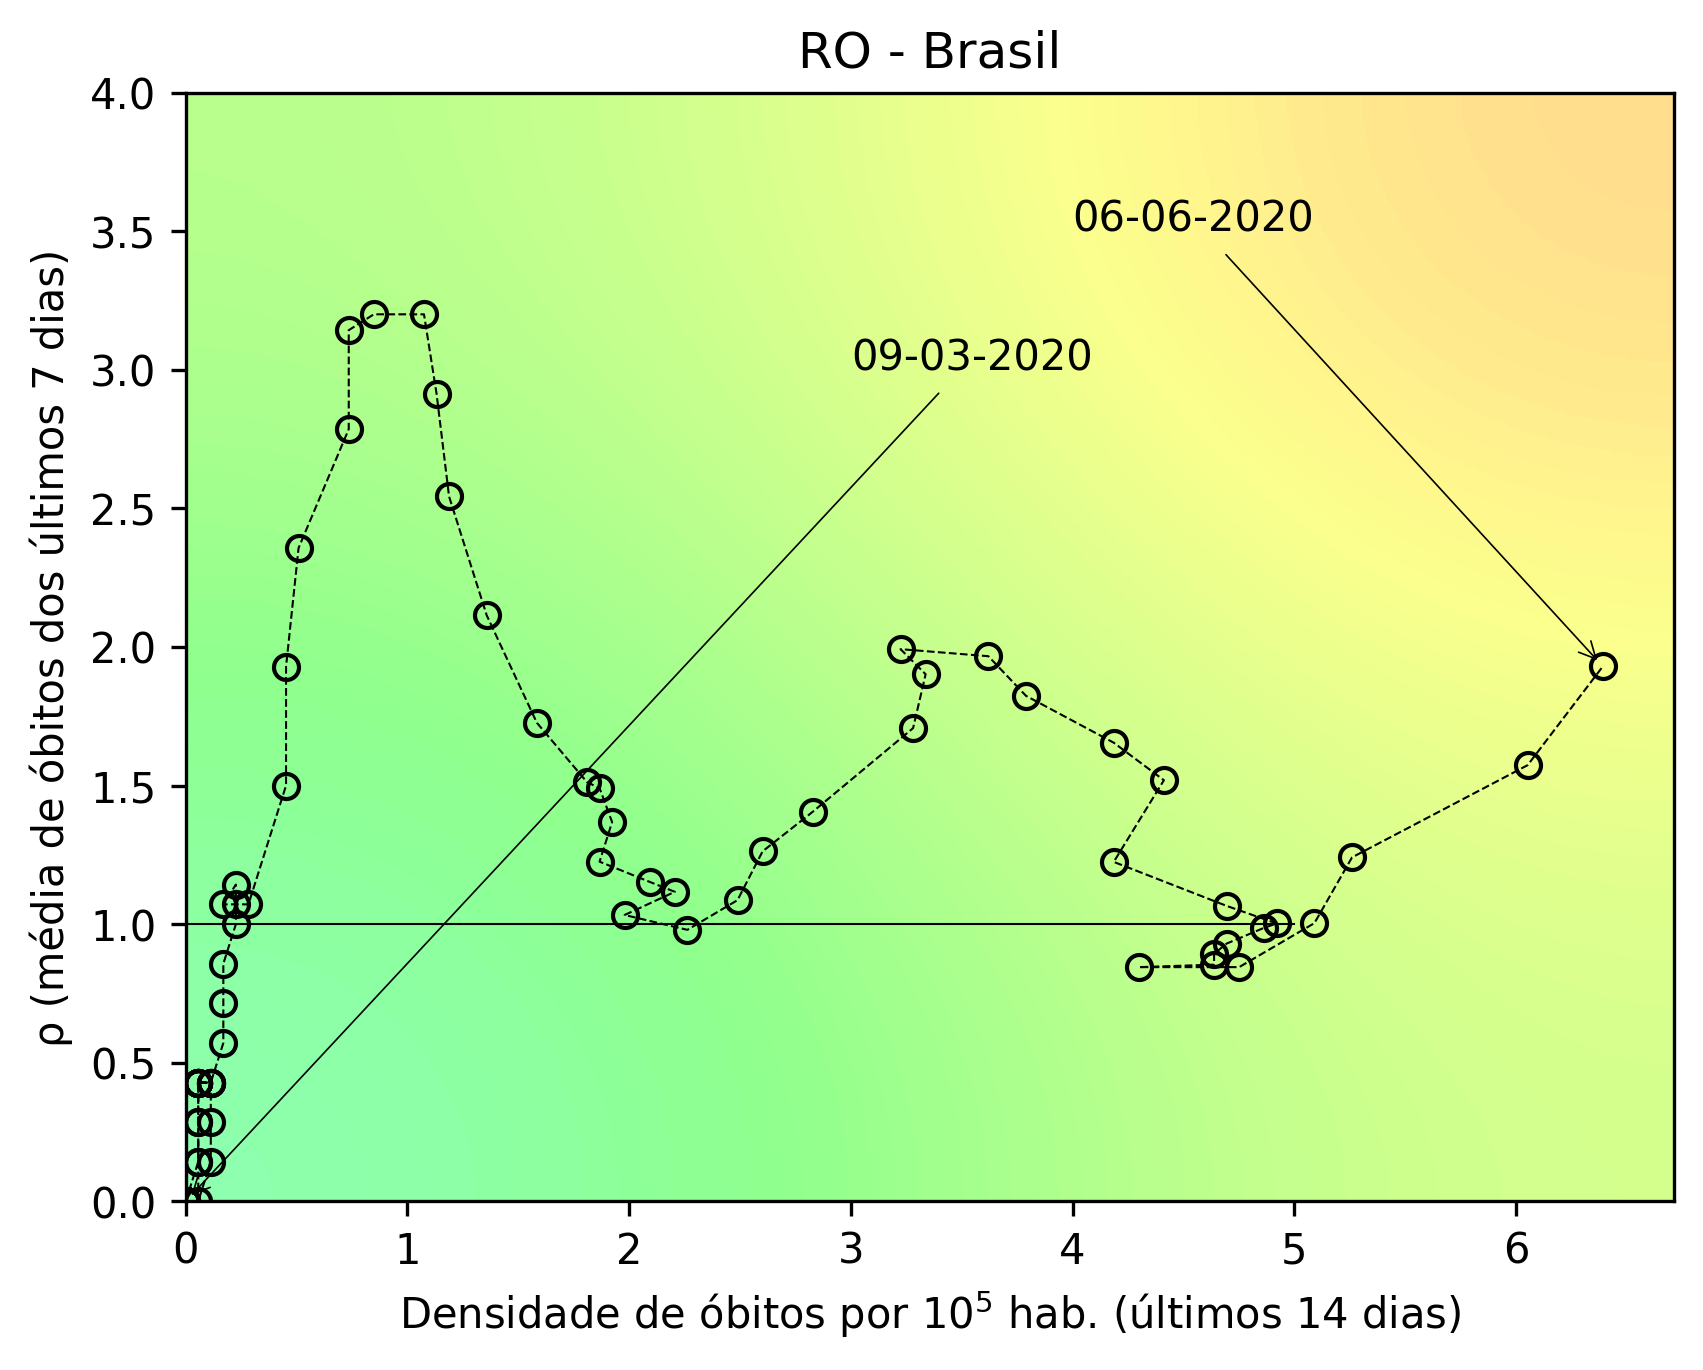 RO - Brasil
4.0
3.5
3.0
2.5
2.0
1.5
1.0
0.5
0.0
ρ (média de óbitos dos últimos 7 dias)
06-06-2020
09-03-2020
0 1 2 3 4 5 6
Densidade de óbitos por 10⁵ hab. (últimos 14 dias)